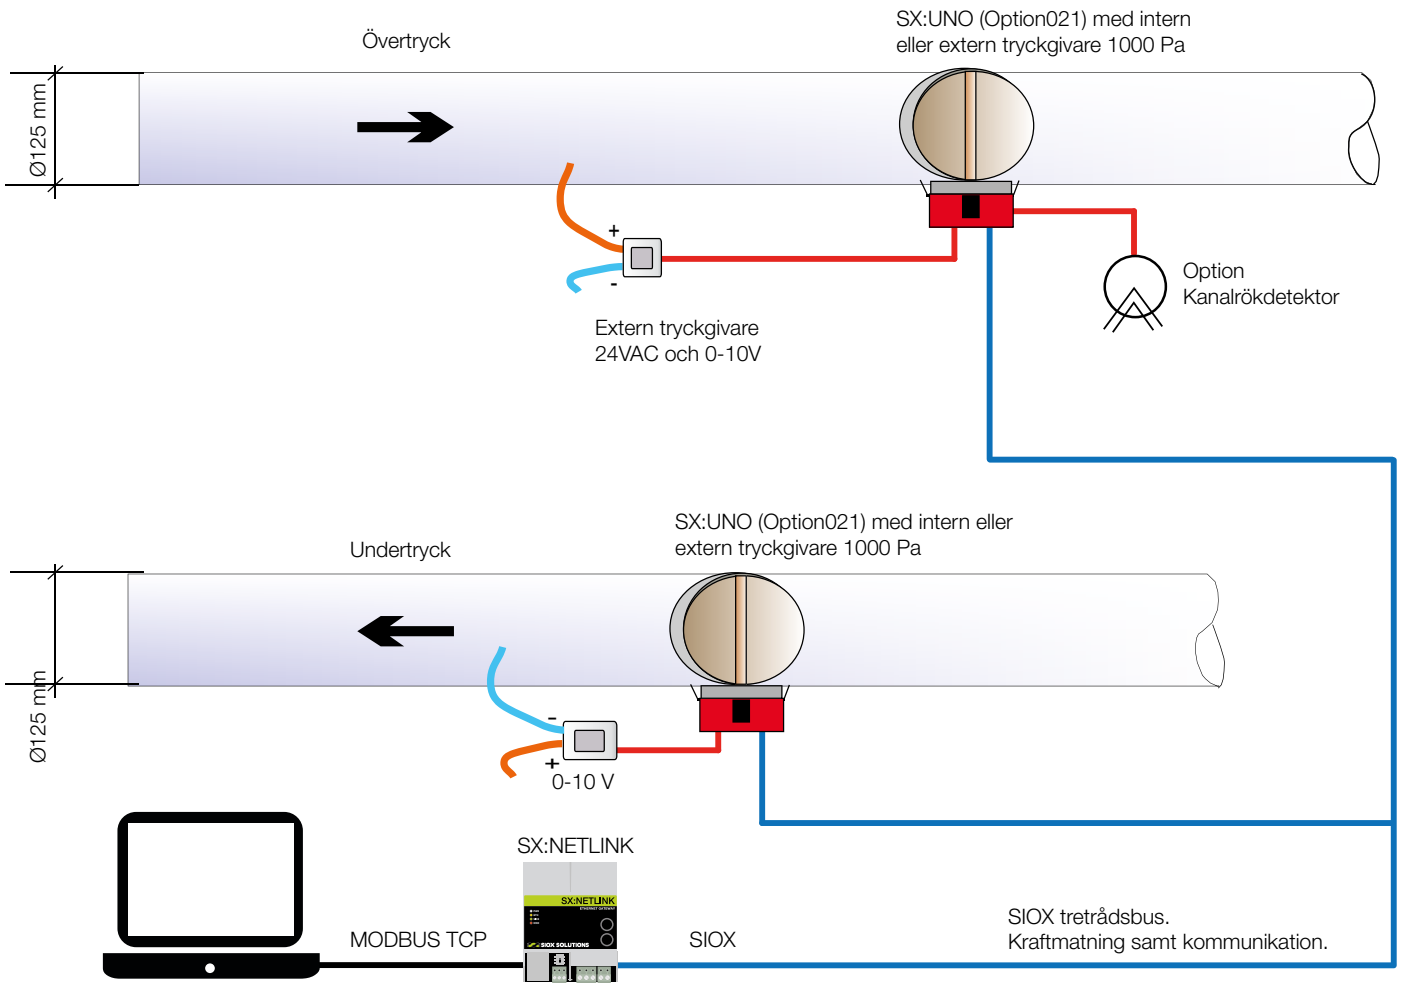 SX:UNO (Option021) med intern
eller extern tryckgivare 1000 Pa
Övertryck
Ø125 mm
+
-
Option
Kanalrökdetektor
Extern tryckgivare
24VAC och 0-10V
SX:UNO (Option021) med intern eller
extern tryckgivare 1000 Pa
Undertryck
Ø125 mm
-
+
0-10 V
SX:NETLINK
SX:NETLINK
ETHERNET GATEWAY
SIOX SOLUTIONS
MODBUS TCP
SIOX
SIOX tretrådsbus.
Kraftmatning samt kommunikation.